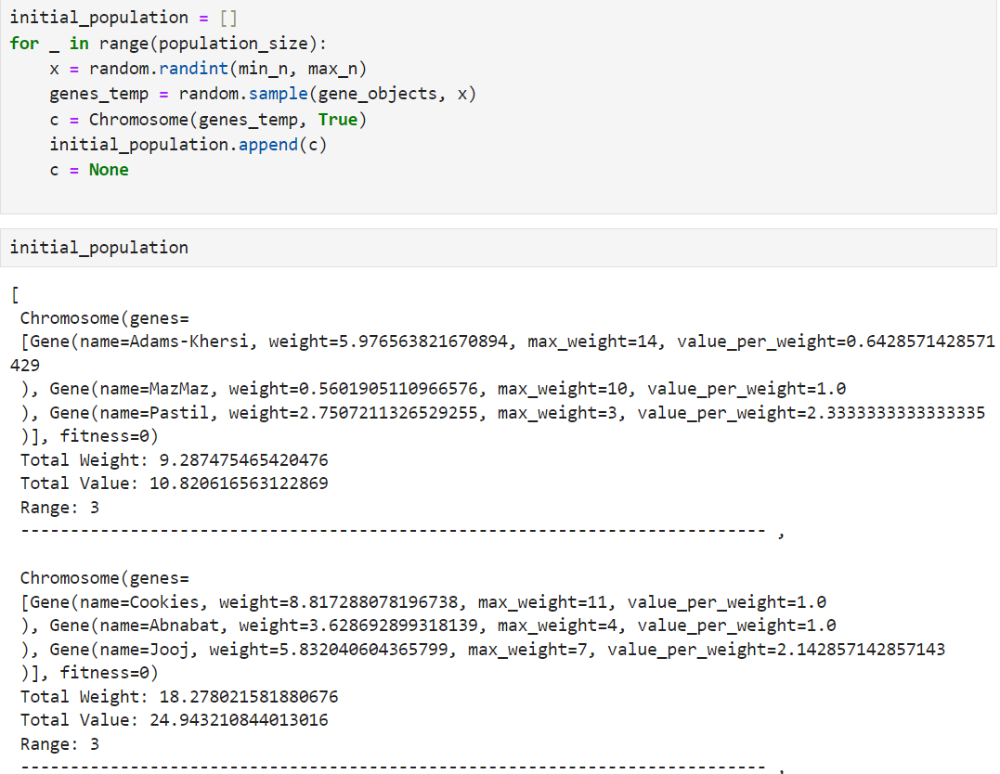 initial_population = []
for _ in range(population_size):
    x = random.randint(min_n, max_n)
    genes_temp = random.sample(gene_objects, x)
    c = Chromosome(genes_temp, True)
    initial_population.append(c)
    c = None
initial_population
[
 Chromosome(genes=
 [Gene(name=Adams-Khersi, weight=5.976563821670894, max_weight=14, value_per_weight=0.6428571428571
429
 ), Gene(name=MazMaz, weight=0.5601905110966576, max_weight=10, value_per_weight=1.0
 ), Gene(name=Pastil, weight=2.7507211326529255, max_weight=3, value_per_weight=2.3333333333333335
 )], fitness=0)
 Total Weight: 9.287475465420476
 Total Value: 10.820616563122869
 Range: 3
 --------------------------------------------------------------------------- ,
 Chromosome(genes=
 [Gene(name=Cookies, weight=8.817288078196738, max_weight=11, value_per_weight=1.0
 ), Gene(name=Abnabat, weight=3.628692899318139, max_weight=4, value_per_weight=1.0
 ), Gene(name=Jooj, weight=5.832040604365799, max_weight=7, value_per_weight=2.142857142857143
 )], fitness=0)
 Total Weight: 18.278021581880676
 Total Value: 24.943210844013016
 Range: 3
 --------------------------------------------------------------------------- ,